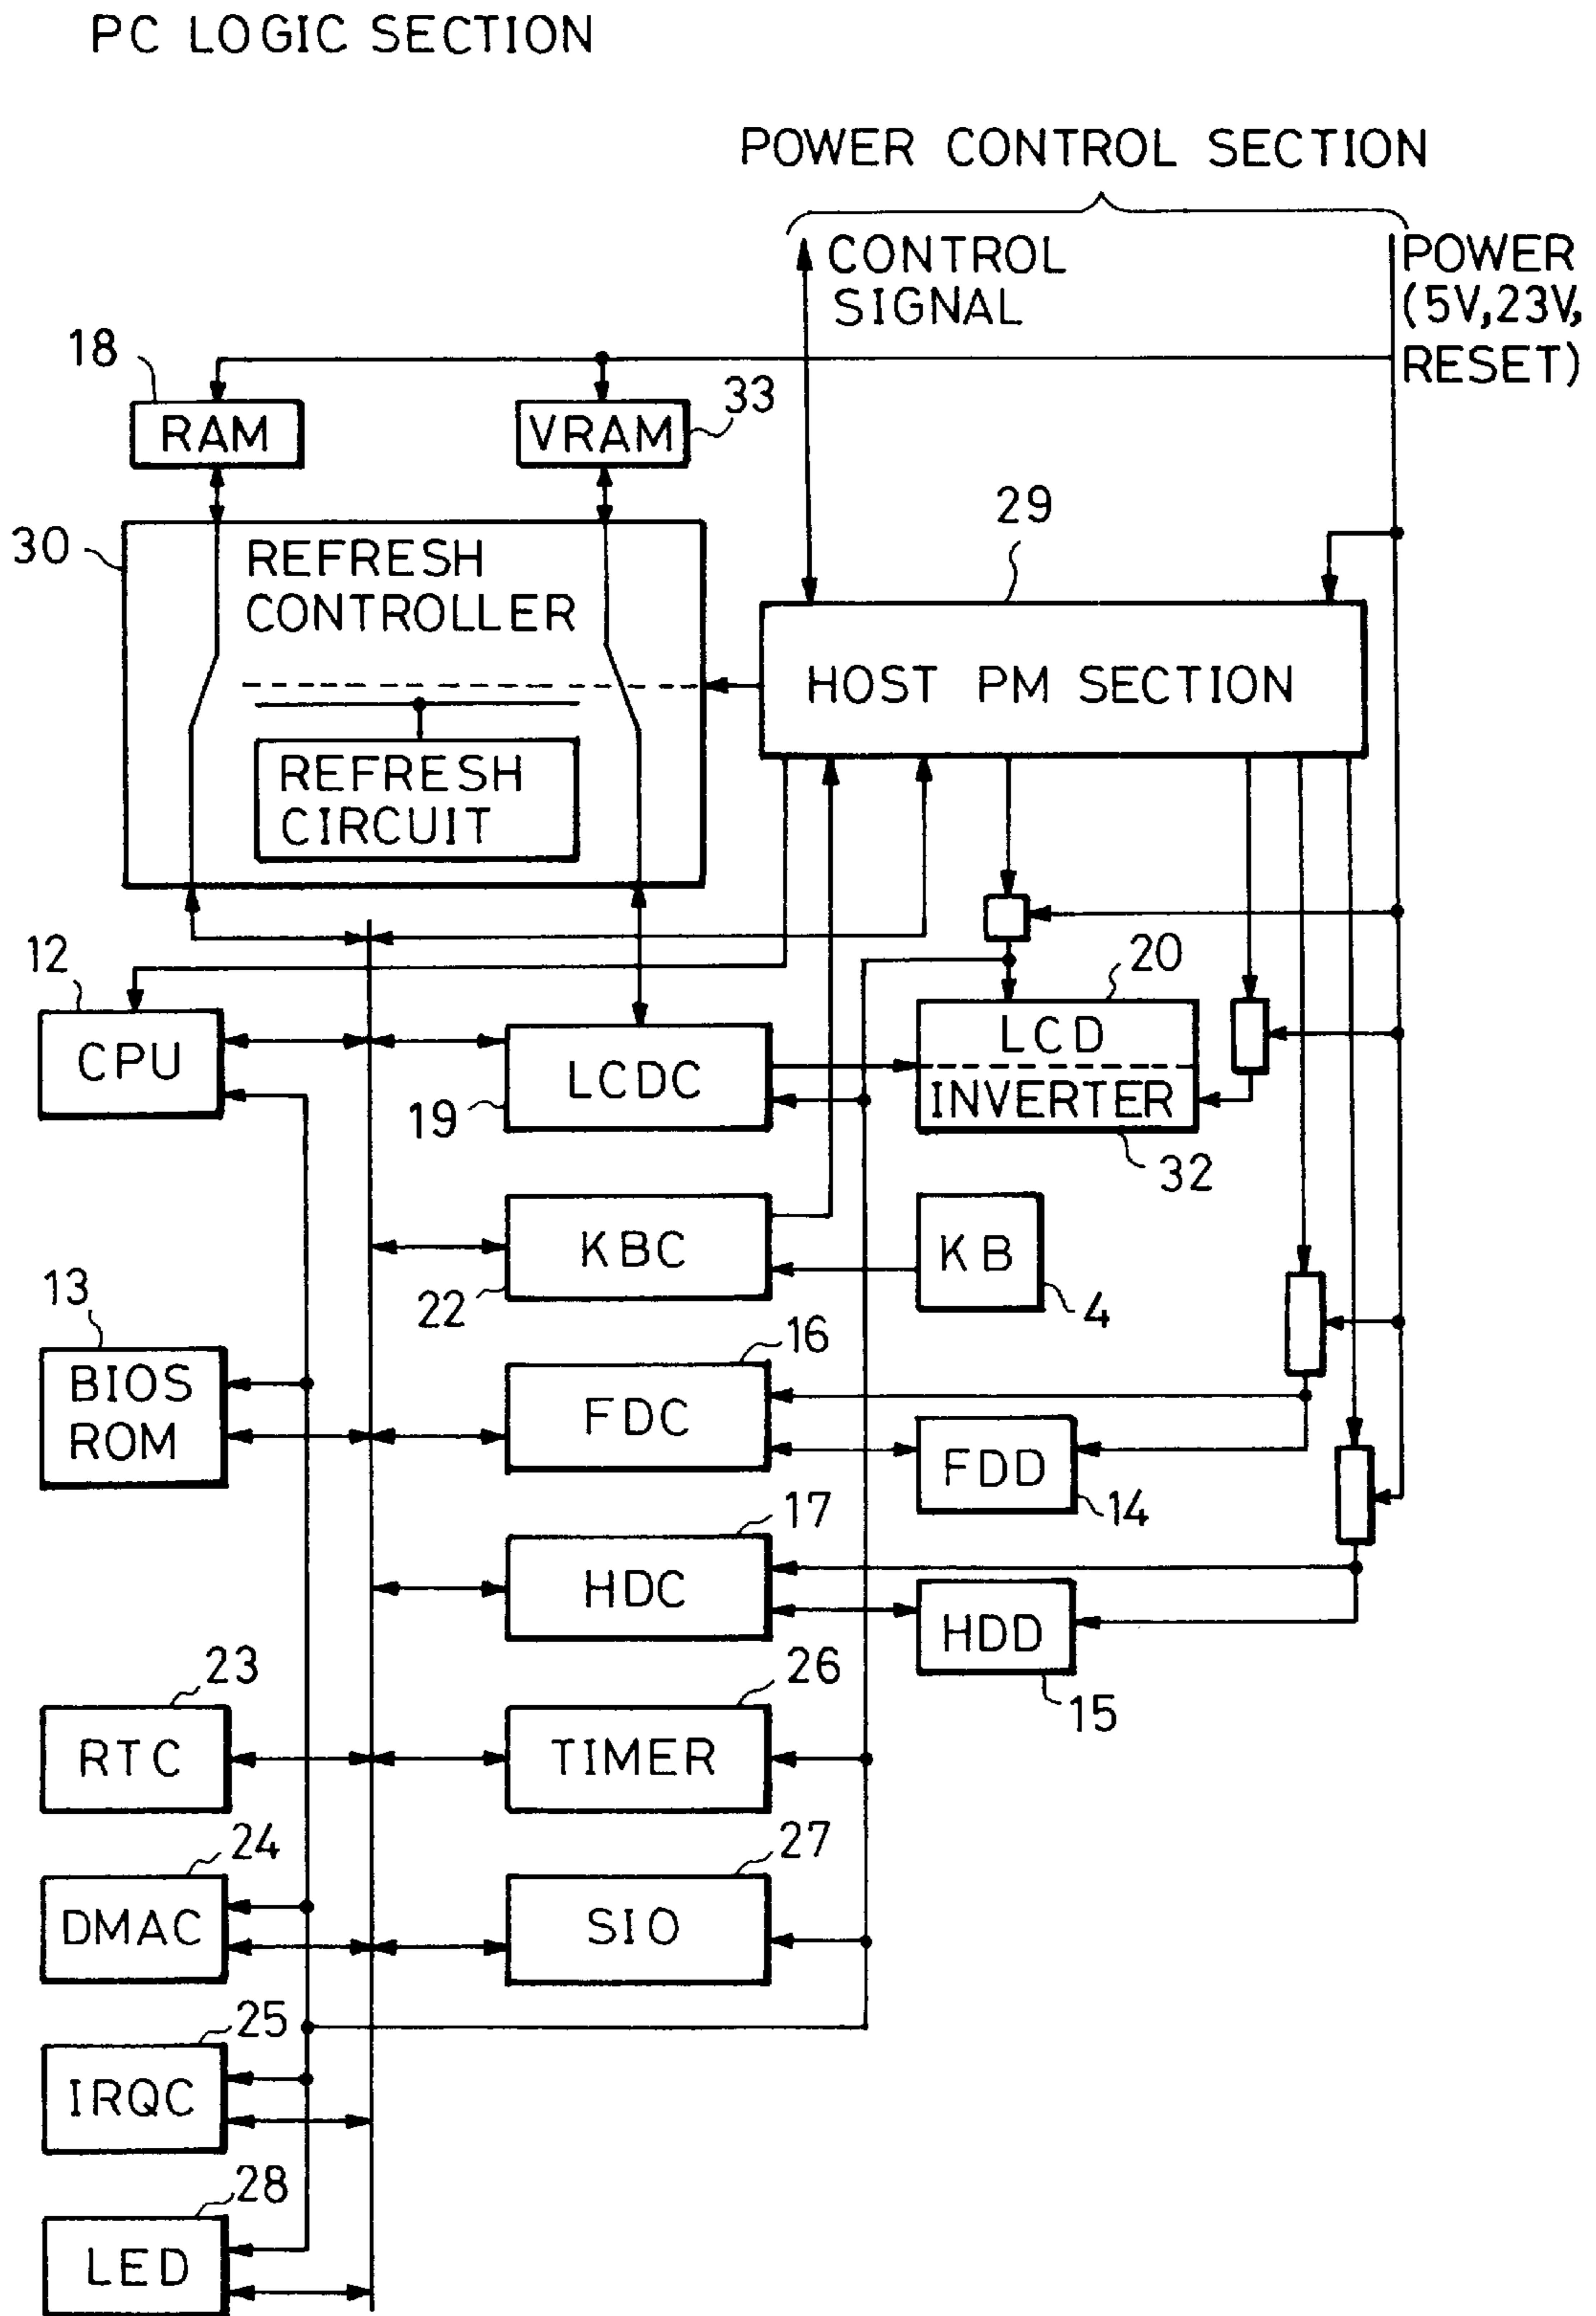 PC LOGIC SECTION
POWER CONTROL SECTION
CONTROL
SIGNAL
POWER
(5V,23V,
RESET)
18
RAM
33
VRAM
30
REFRESH
CONTROLLER
29
HOST PM SECTION
REFRESH
CIRCUIT
12
CPU
19
LCDC
20
LCD
INVERTER
32
22
KBC
KB
4
13
BIOS
ROM
16
FDC
FDD
14
17
HDC
HDD
15
23
RTC
26
TIMER
24
DMAC
27
SIO
25
IRQC
28
LED